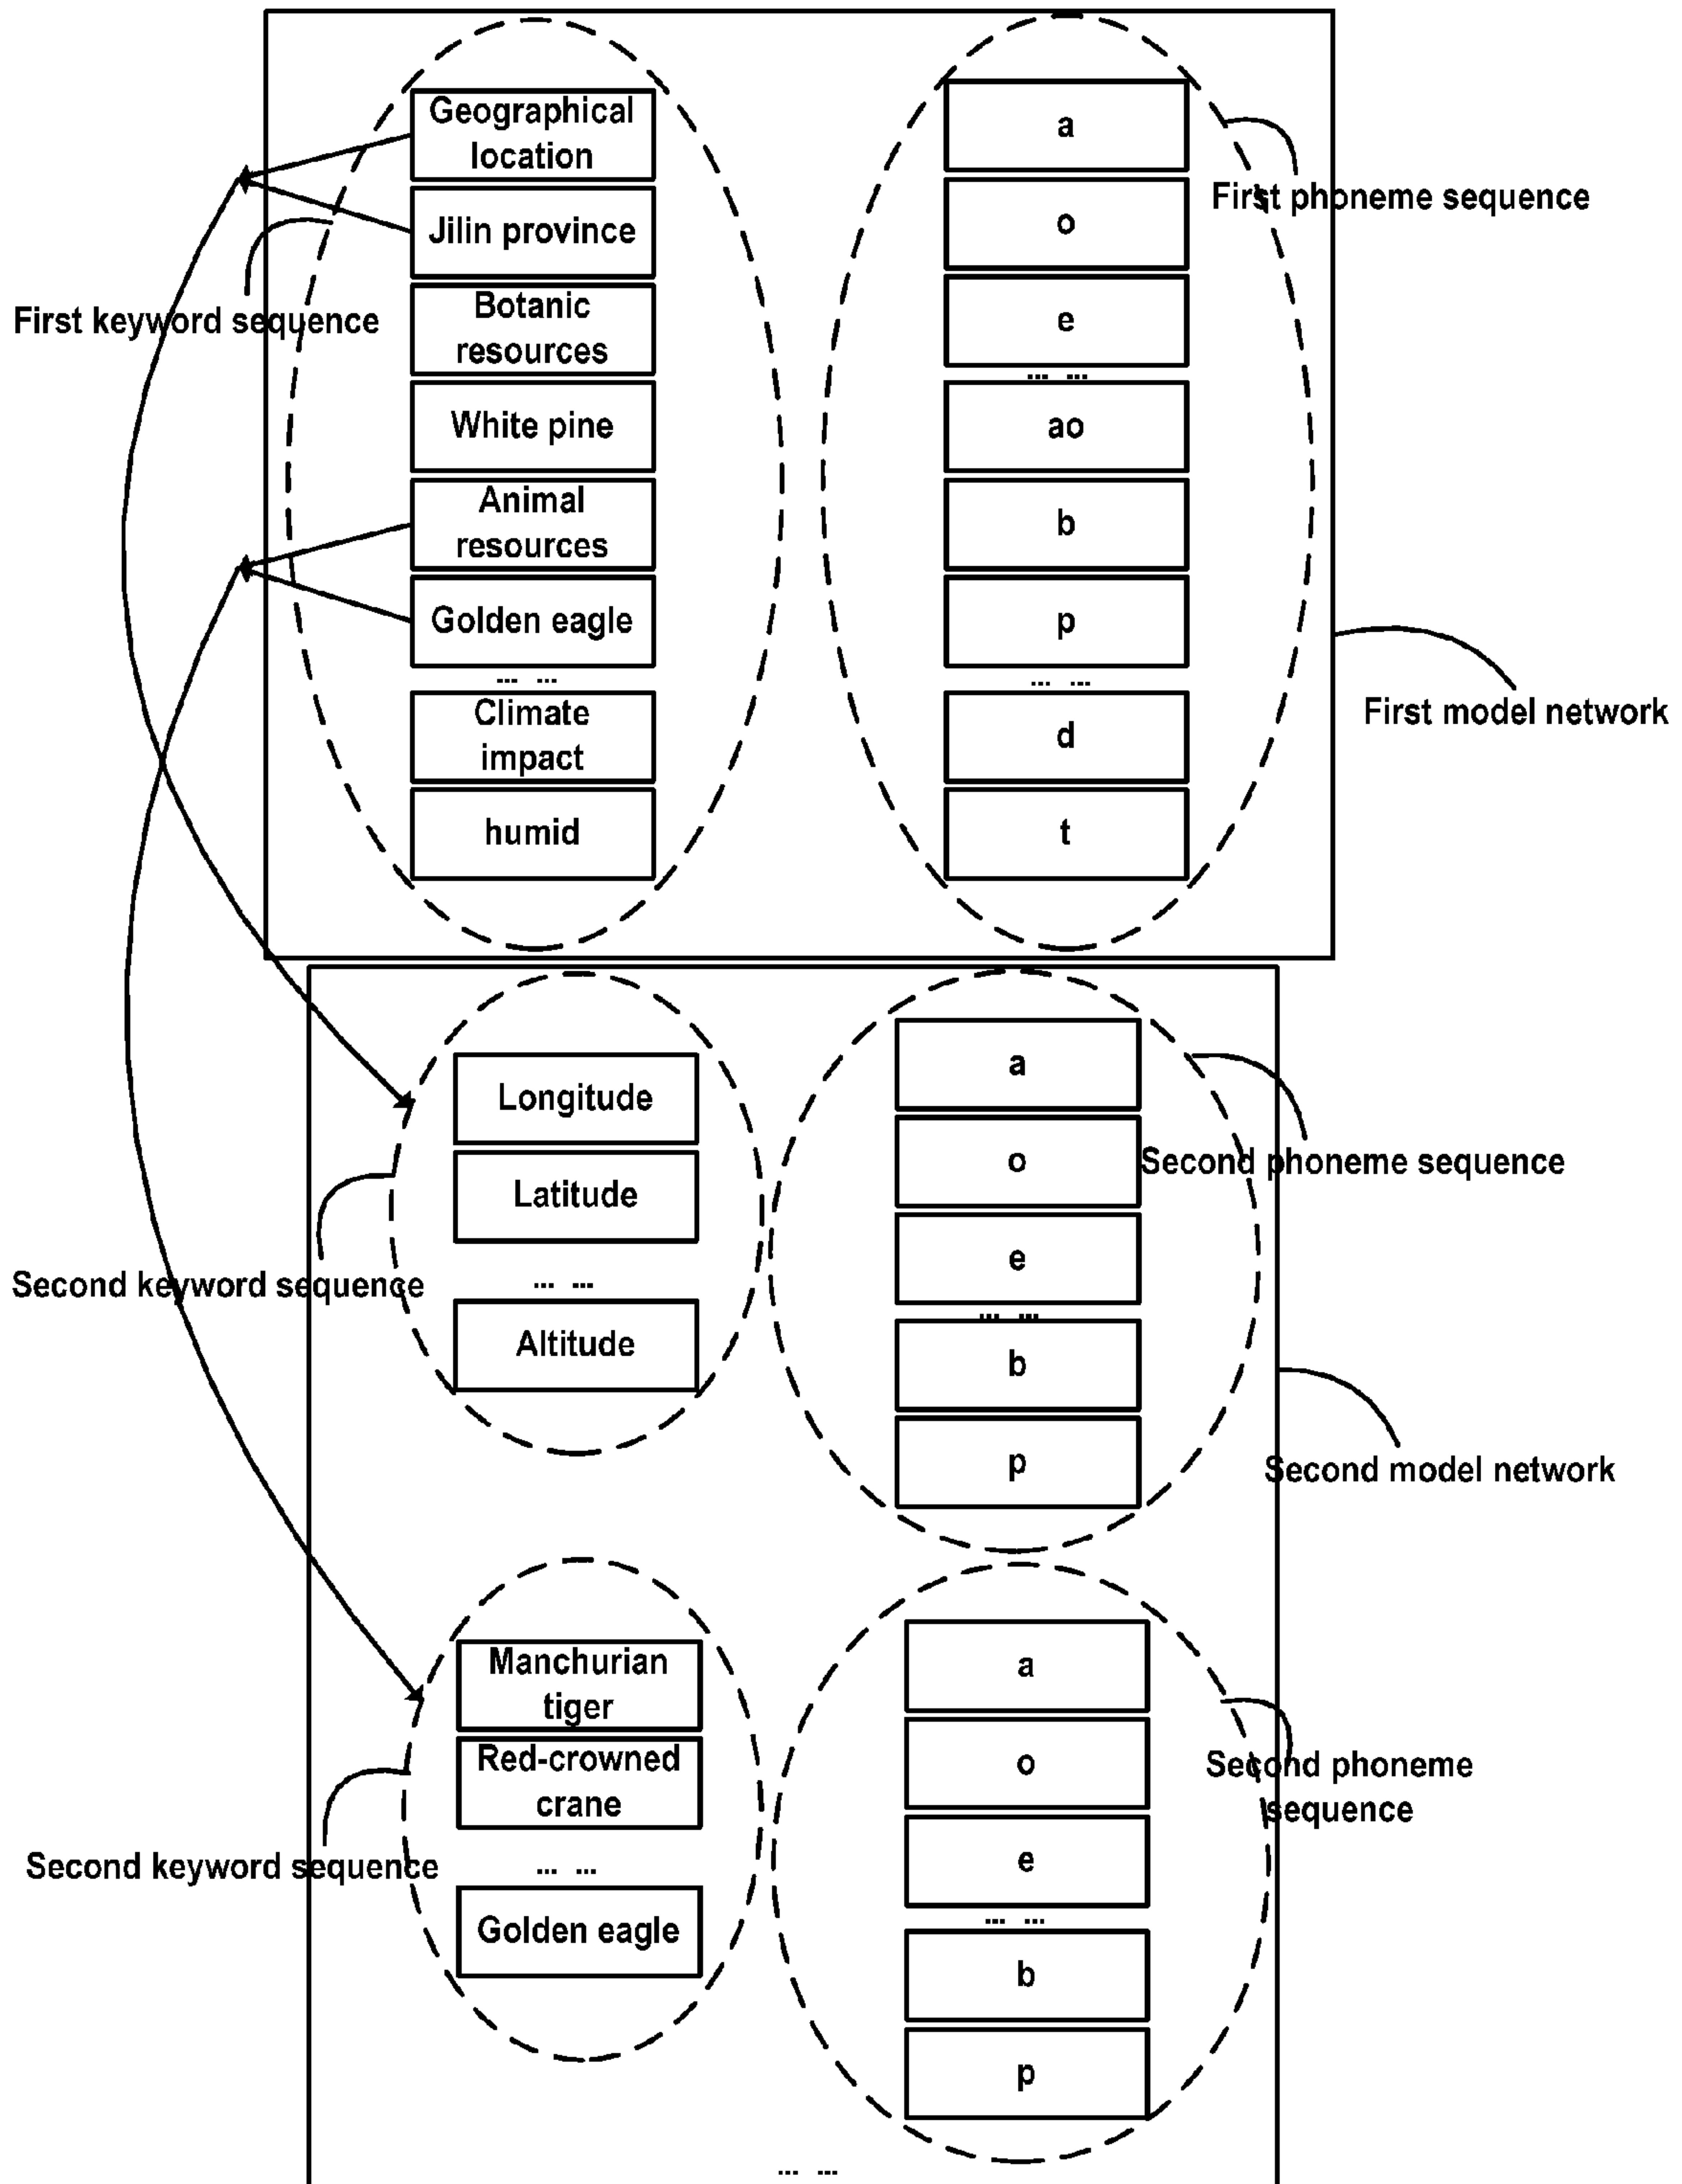 Geographical
location
Jilin province
Botanic
resources
White pine
Animal
resources
Golden eagle
... ...
Climate
impact
humid
First keyword sequence
a
o
e
... ...
ao
b
p
... ...
d
t
First phoneme sequence
First model network
Longitude
Latitude
... ...
Altitude
Second keyword sequence
a
o
e
... ...
b
p
Second phoneme sequence
Second model network
Manchurian
tiger
Red-crowned
crane
... ...
Golden eagle
Second keyword sequence
a
o
e
... ...
b
p
Second phoneme
sequence
... ...